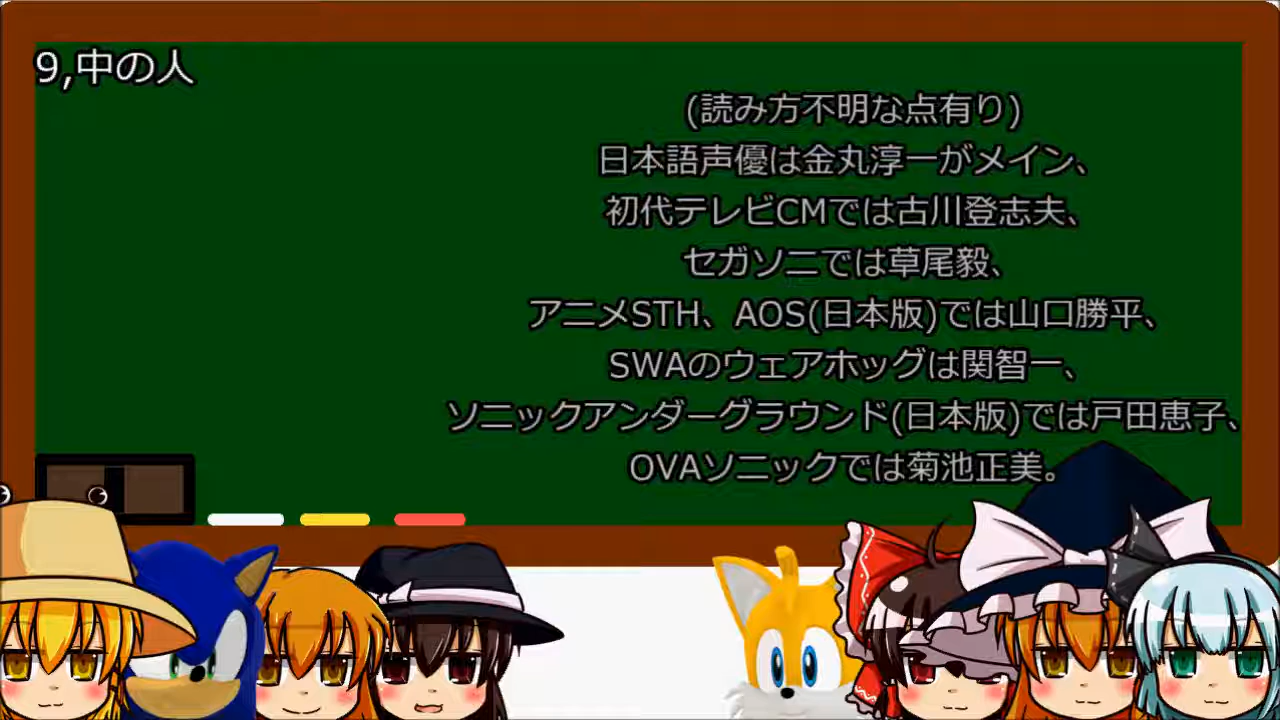 9,中の人
(読み方不明な点有り)
日本語声優は金丸淳一がメイン、
初代テレビCMでは古川登志夫、
セガソニでは草尾毅、
アニメSTH、AOS(日本版)では山口勝平、
SWAのウェアホッグは関智一、
ソニックアンダーグラウンド(日本版)では戸田恵子、
OVAソニックでは菊池正美。